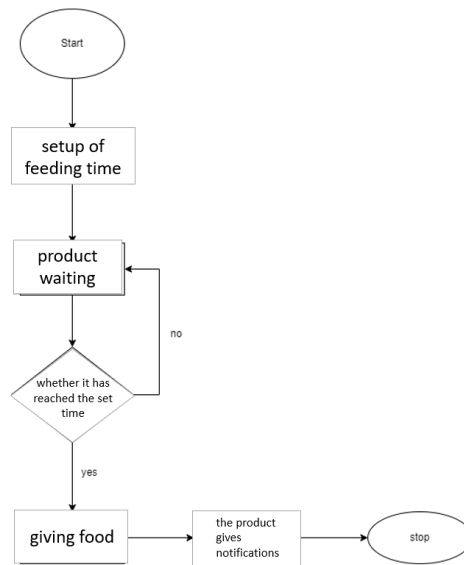 Start
setup of
feeding time
product
waiting
no
whether it has
reached the set
time
yes
giving food
the product
gives
notifications
stop